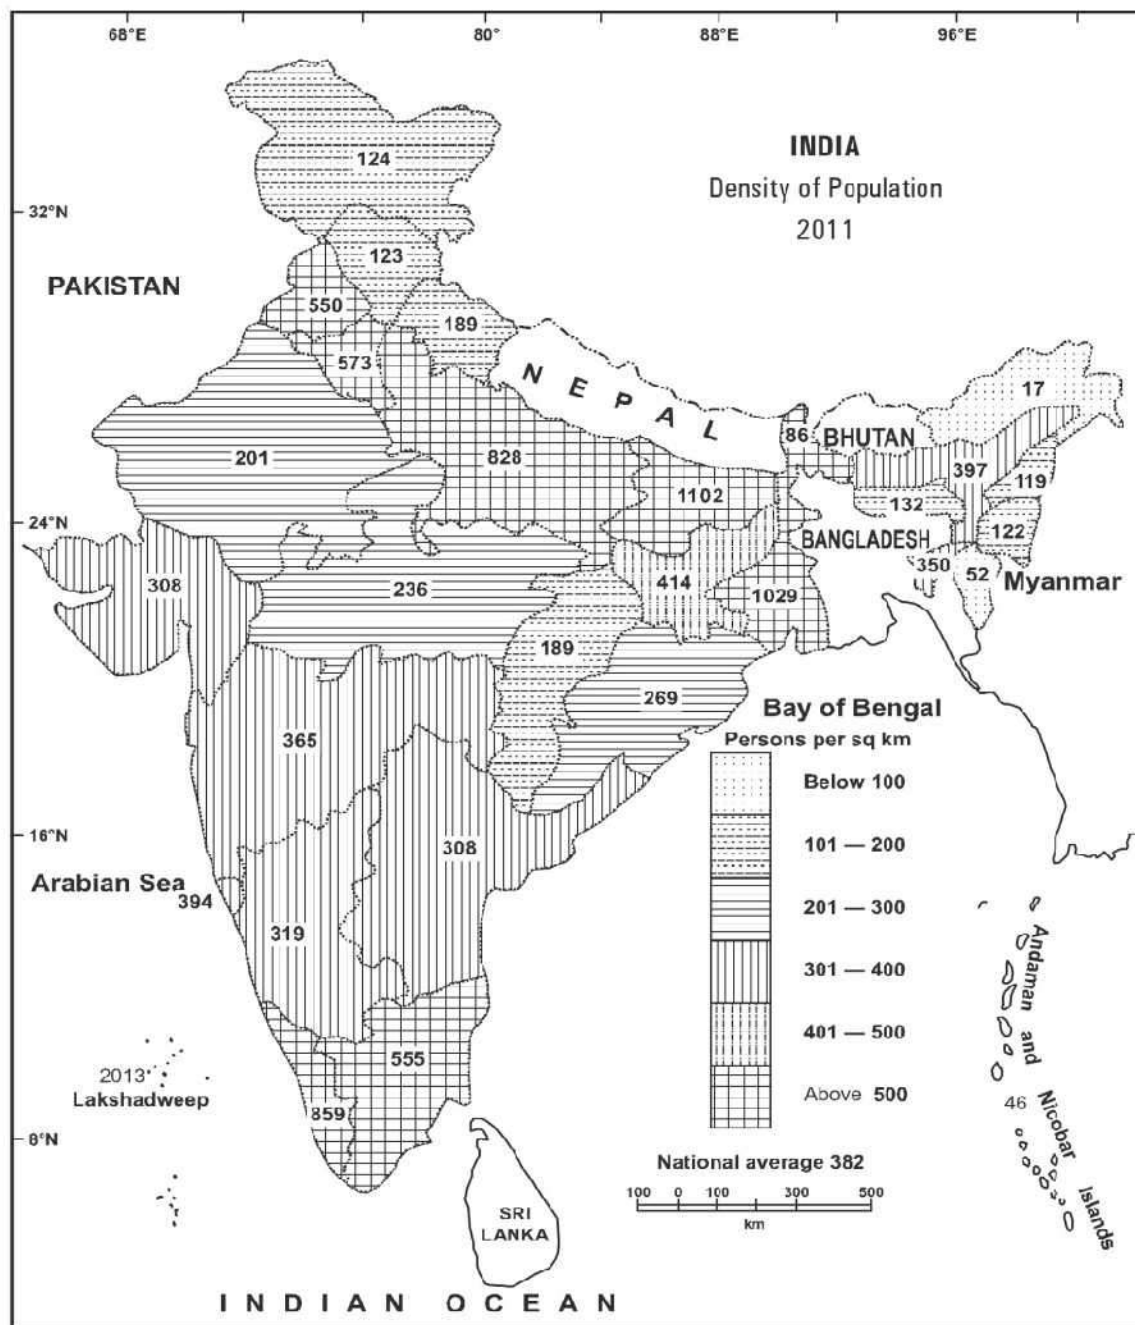 68°E 80° 88°E 96°E
INDIA
Density of Population
2011
32°N
24°N
16°N
8°N
PAKISTAN
NEPAL
BHUTAN
BANGLADESH
Myanmar
124
123
550
189
573
201
828
86
17
397
119
1102
132
122
308
236
414
350
52
1029
189
269
365
308
394
319
555
859
Arabian Sea
Bay of Bengal
Persons per sq km
Below 100
101 — 200
201 — 300
301 — 400
401 — 500
Above 500
National average 382
100 0 100 300 500
km
2013
Lakshadweep
46
Andaman and Nicobar Islands
SRI
LANKA
INDIAN OCEAN